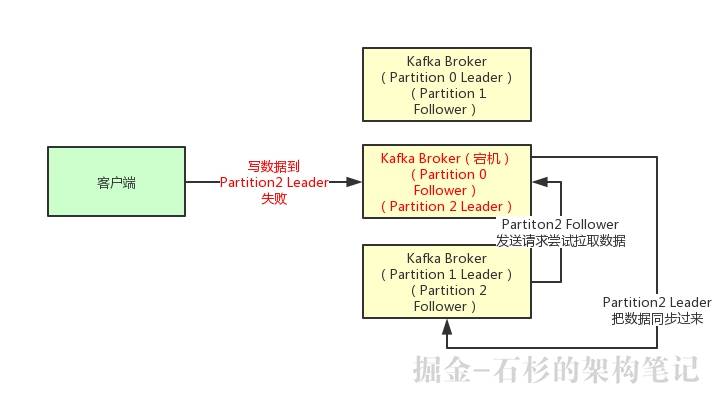 Kafka Broker
( Partition 0 Leader )
( Partition 1
Follower )
客户端
写数据到
Partition2 Leader
失败
Kafka Broker ( 宕机 )
( Partition 0
Follower )
( Partition 2 Leader )
Partiton2 Follower
发送请求尝试拉取数据
Kafka Broker
( Partition 1 Leader )
( Partition 2
Follower )
Partition2 Leader
把数据同步过来
掘金-石杉的架构笔记